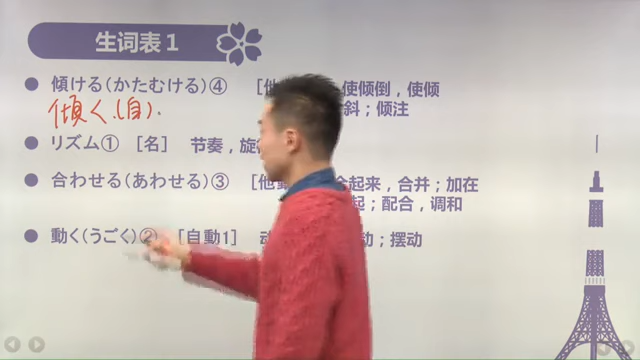 生词表1
傾ける(かたむける)④ [他 使倾倒，使倾
斜；倾注
傾く.(自).
リズム① [名] 节奏，旋
合わせる(あわせる)③ [他動 起来，合并；加在
起；配合，调和
動く(うごく)② [自動1] 动；摆动